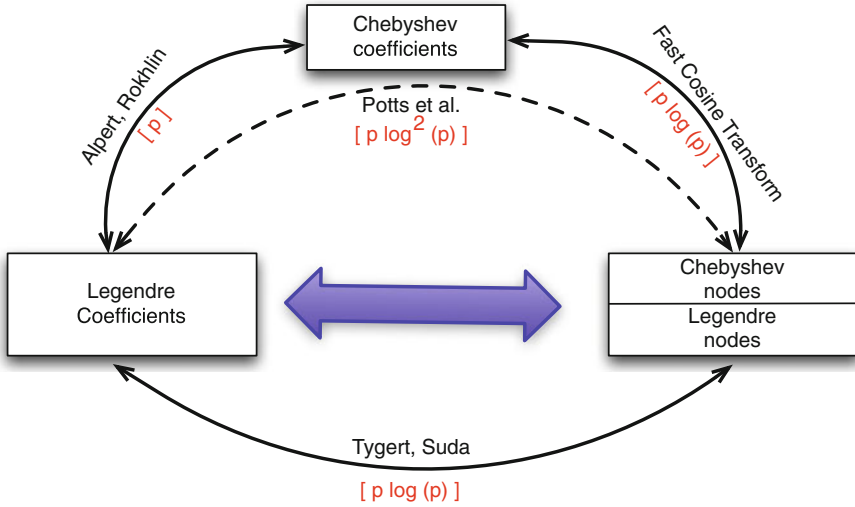 Chebyshev
coefficients
Alpert, Rokhlin
[ p ]
Fast Cosine Transform
[ p log(p) ]
Potts et al.
[ p log² (p) ]
Legendre
Coefficients
Chebyshev
nodes
Legendre
nodes
Tygert, Suda
[ p log (p) ]